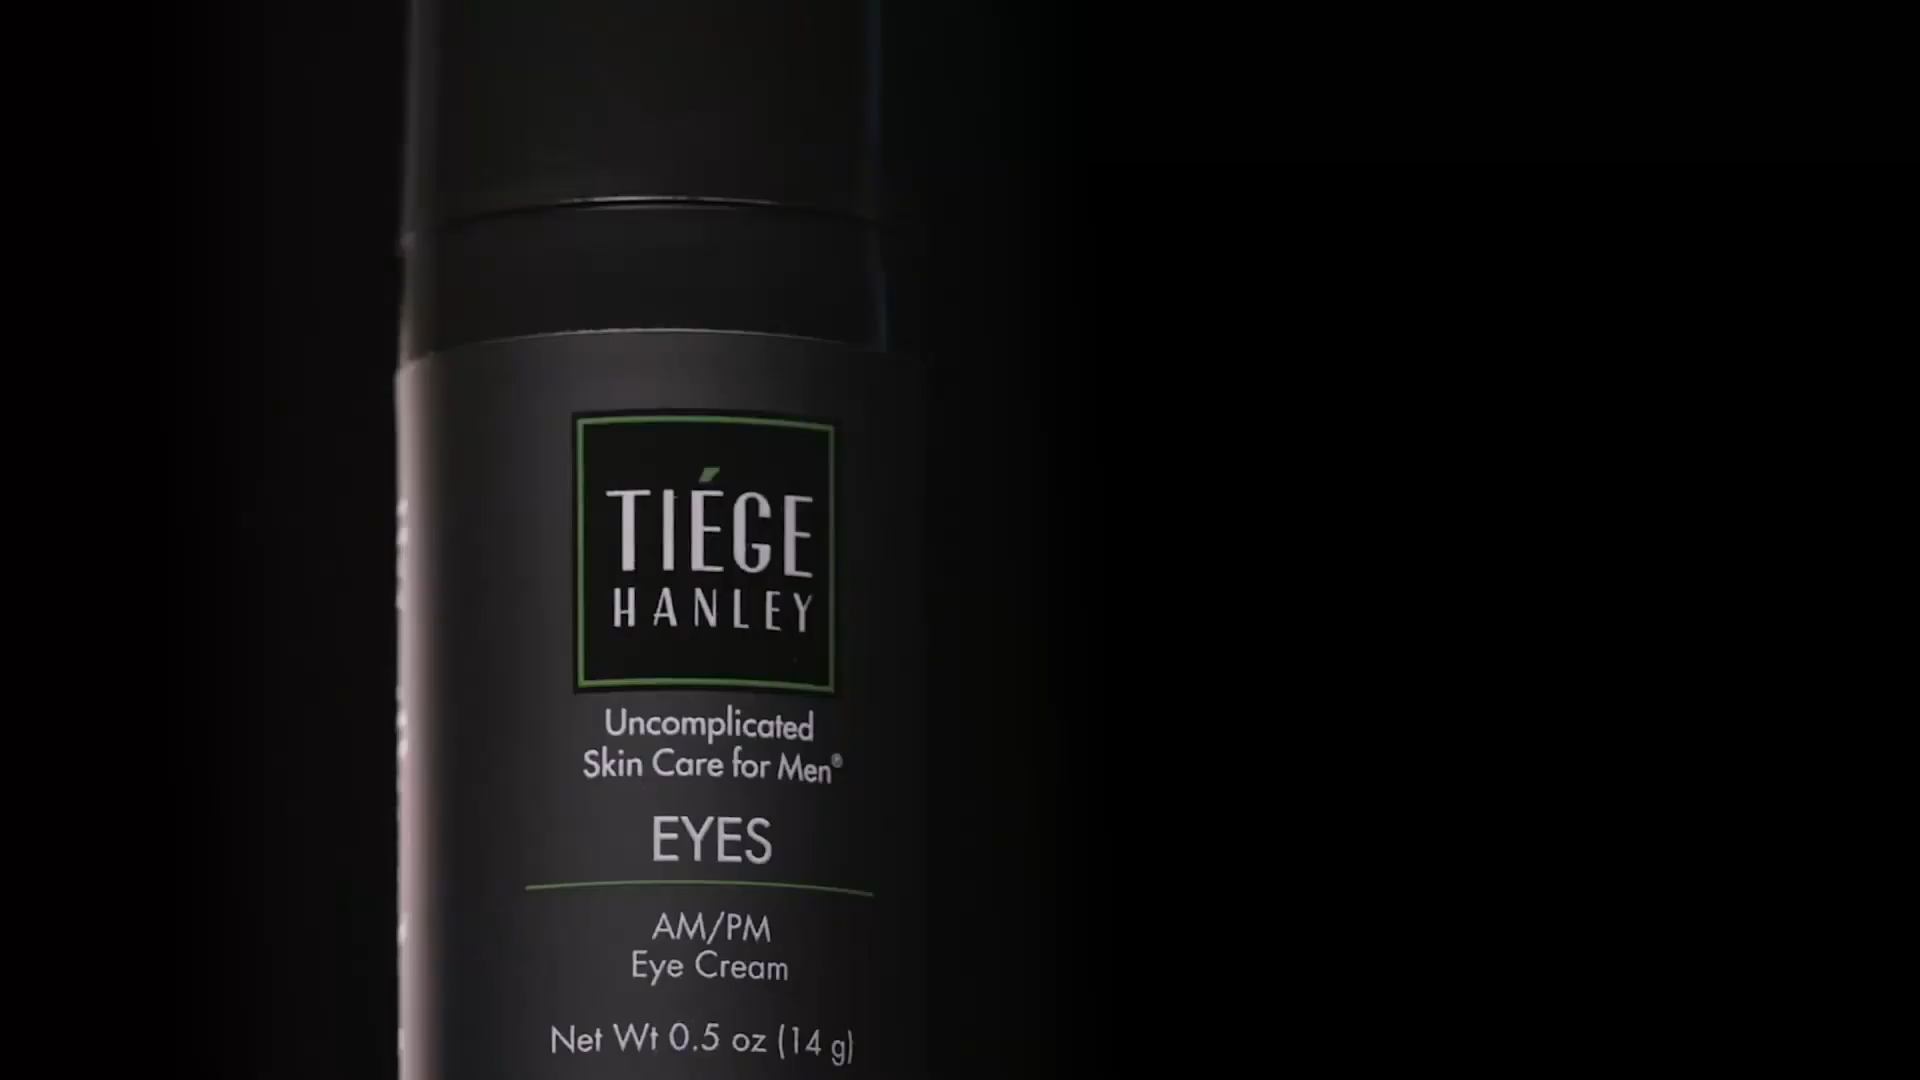 TIÉGE
HANLEY
Uncomplicated
Skin Care for Men®
EYES
AM/PM
Eye Cream
Net Wt 0.5 oz (14 g)